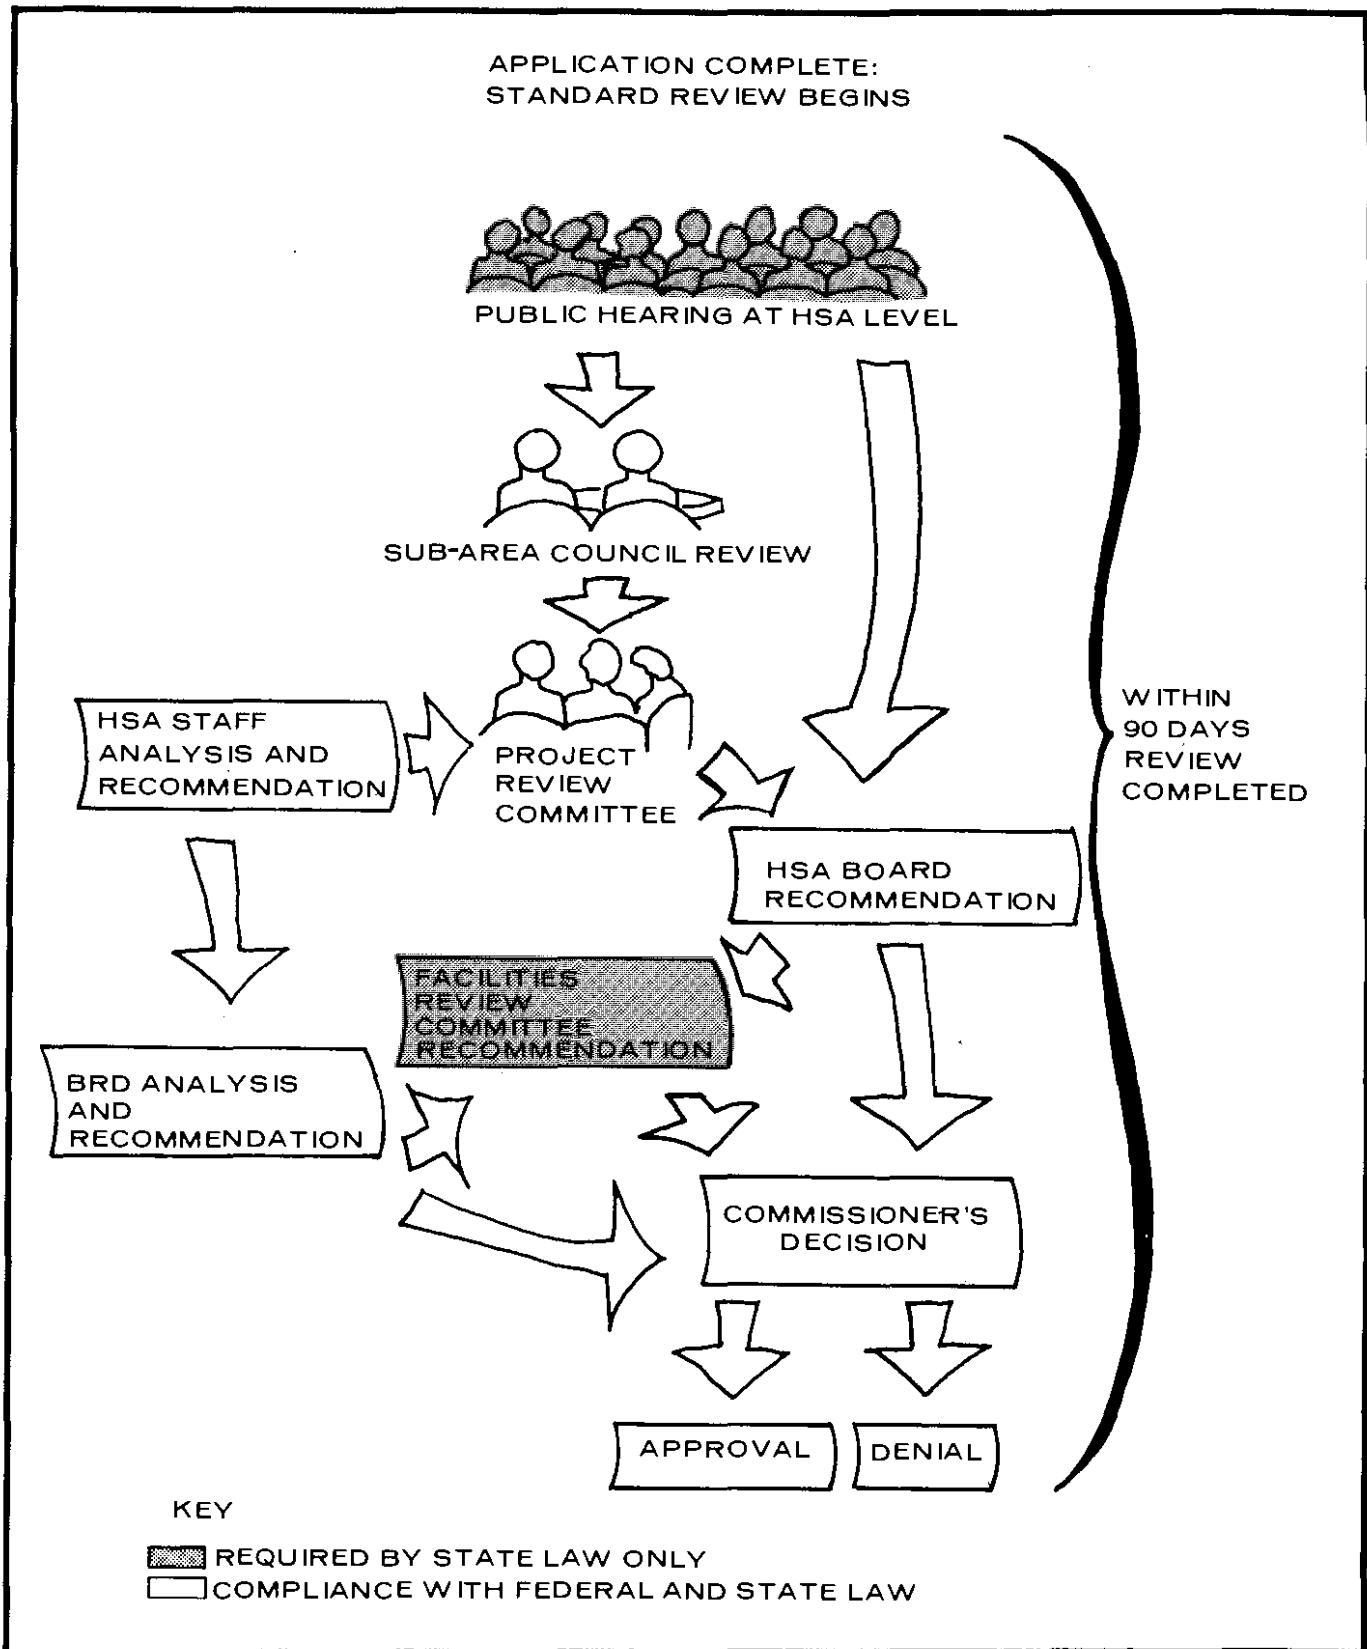 APPLICATION COMPLETE:
STANDARD REVIEW BEGINS
PUBLIC HEARING AT HSA LEVEL
SUB-AREA COUNCIL REVIEW
HSA STAFF
ANALYSIS AND
RECOMMENDATION
PROJECT
REVIEW
COMMITTEE
WITHIN
90 DAYS
REVIEW
COMPLETED
HSA BOARD
RECOMMENDATION
FACILITIES
REVIEW
COMMITTEE
RECOMMENDATION
BRD ANALYSIS
AND
RECOMMENDATION
COMMISSIONER'S
DECISION
APPROVAL
DENIAL
KEY
REQUIRED BY STATE LAW ONLY
COMPLIANCE WITH FEDERAL AND STATE LAW